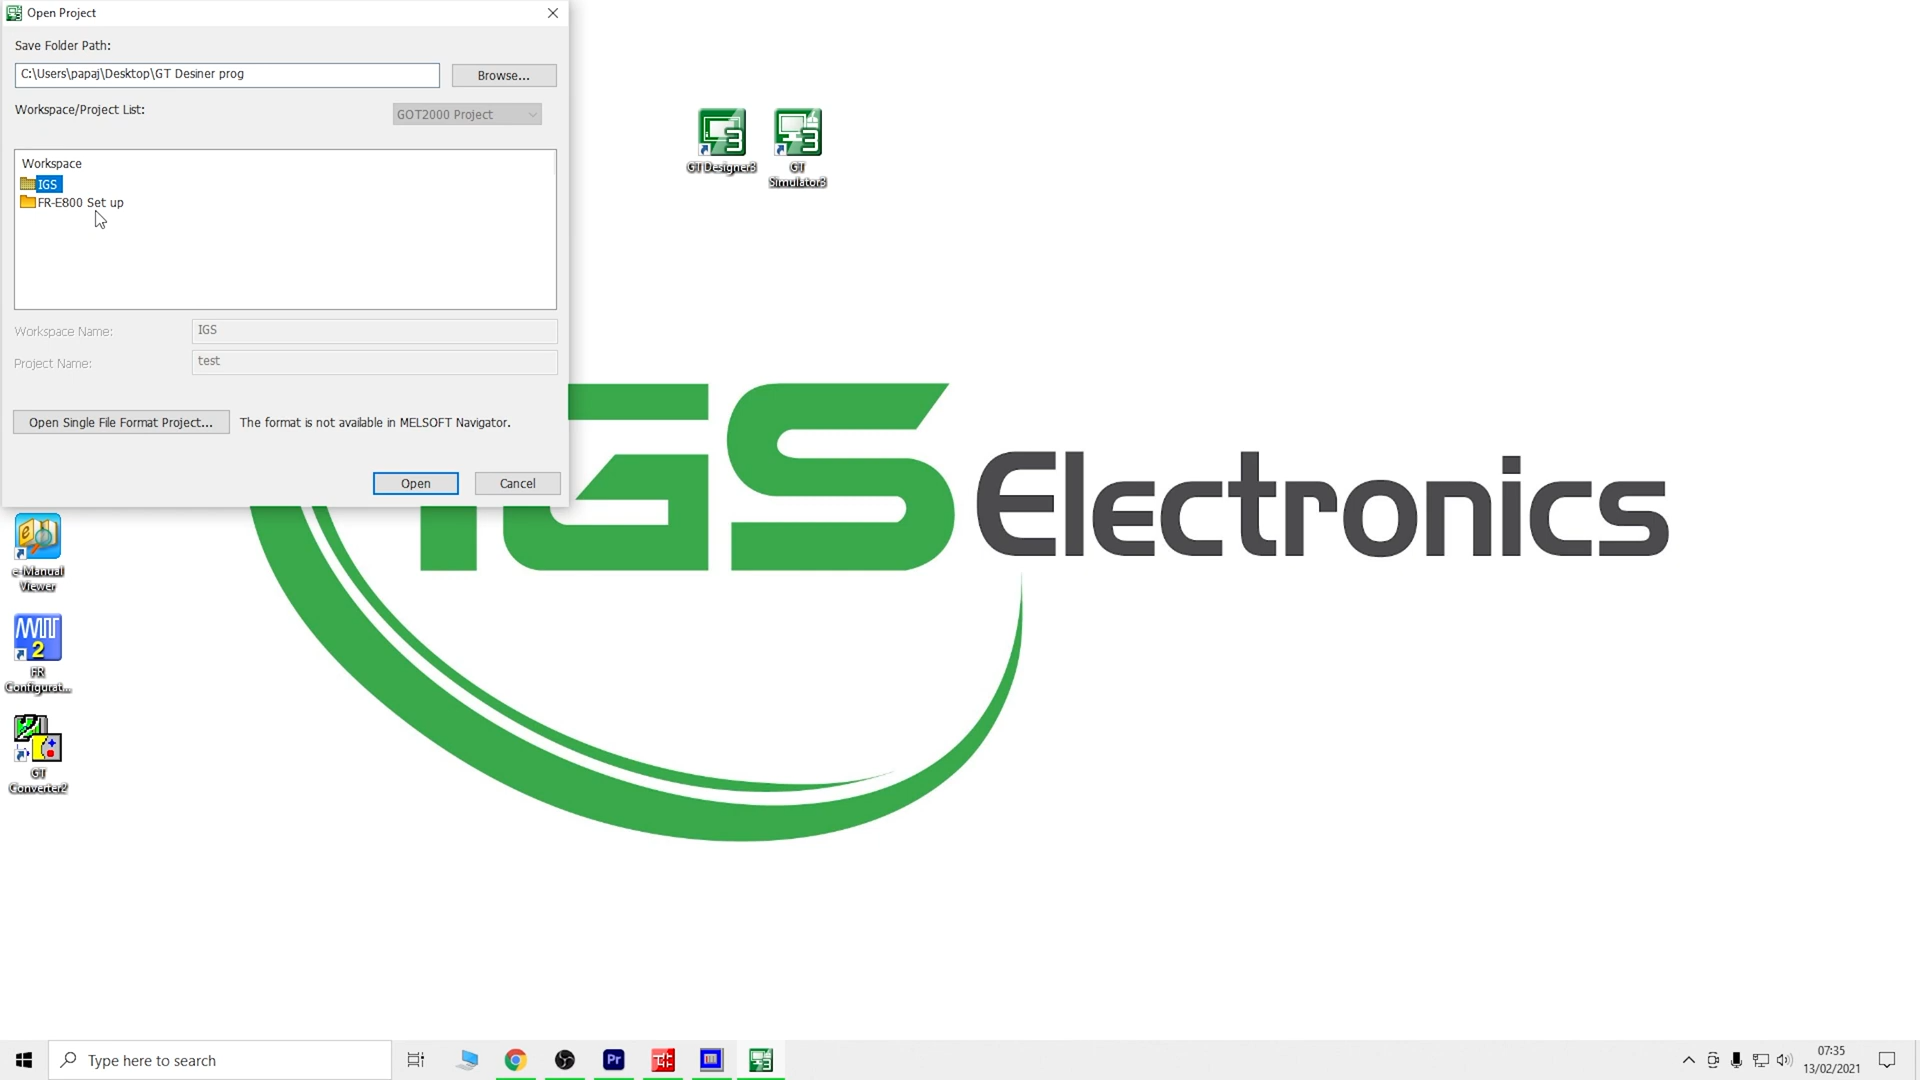 Open Project
Save Folder Path:
C:\Users\papaj\Desktop\GT Desiner prog
Browse...
Workspace/Project List:
GOT2000 Project
Workspace
IGS
FR-E800 Set up
Workspace Name:
IGS
Project Name:
test
Open Single File Format Project...
The format is not available in MELSOFT Navigator.
Open
Cancel
GT Designer3
GT
Simulator3
IGS Electronics
e-Manual
Viewer
FR
Configurat...
GT
Converter2
Type here to search
Pr
07:35
13/02/2021